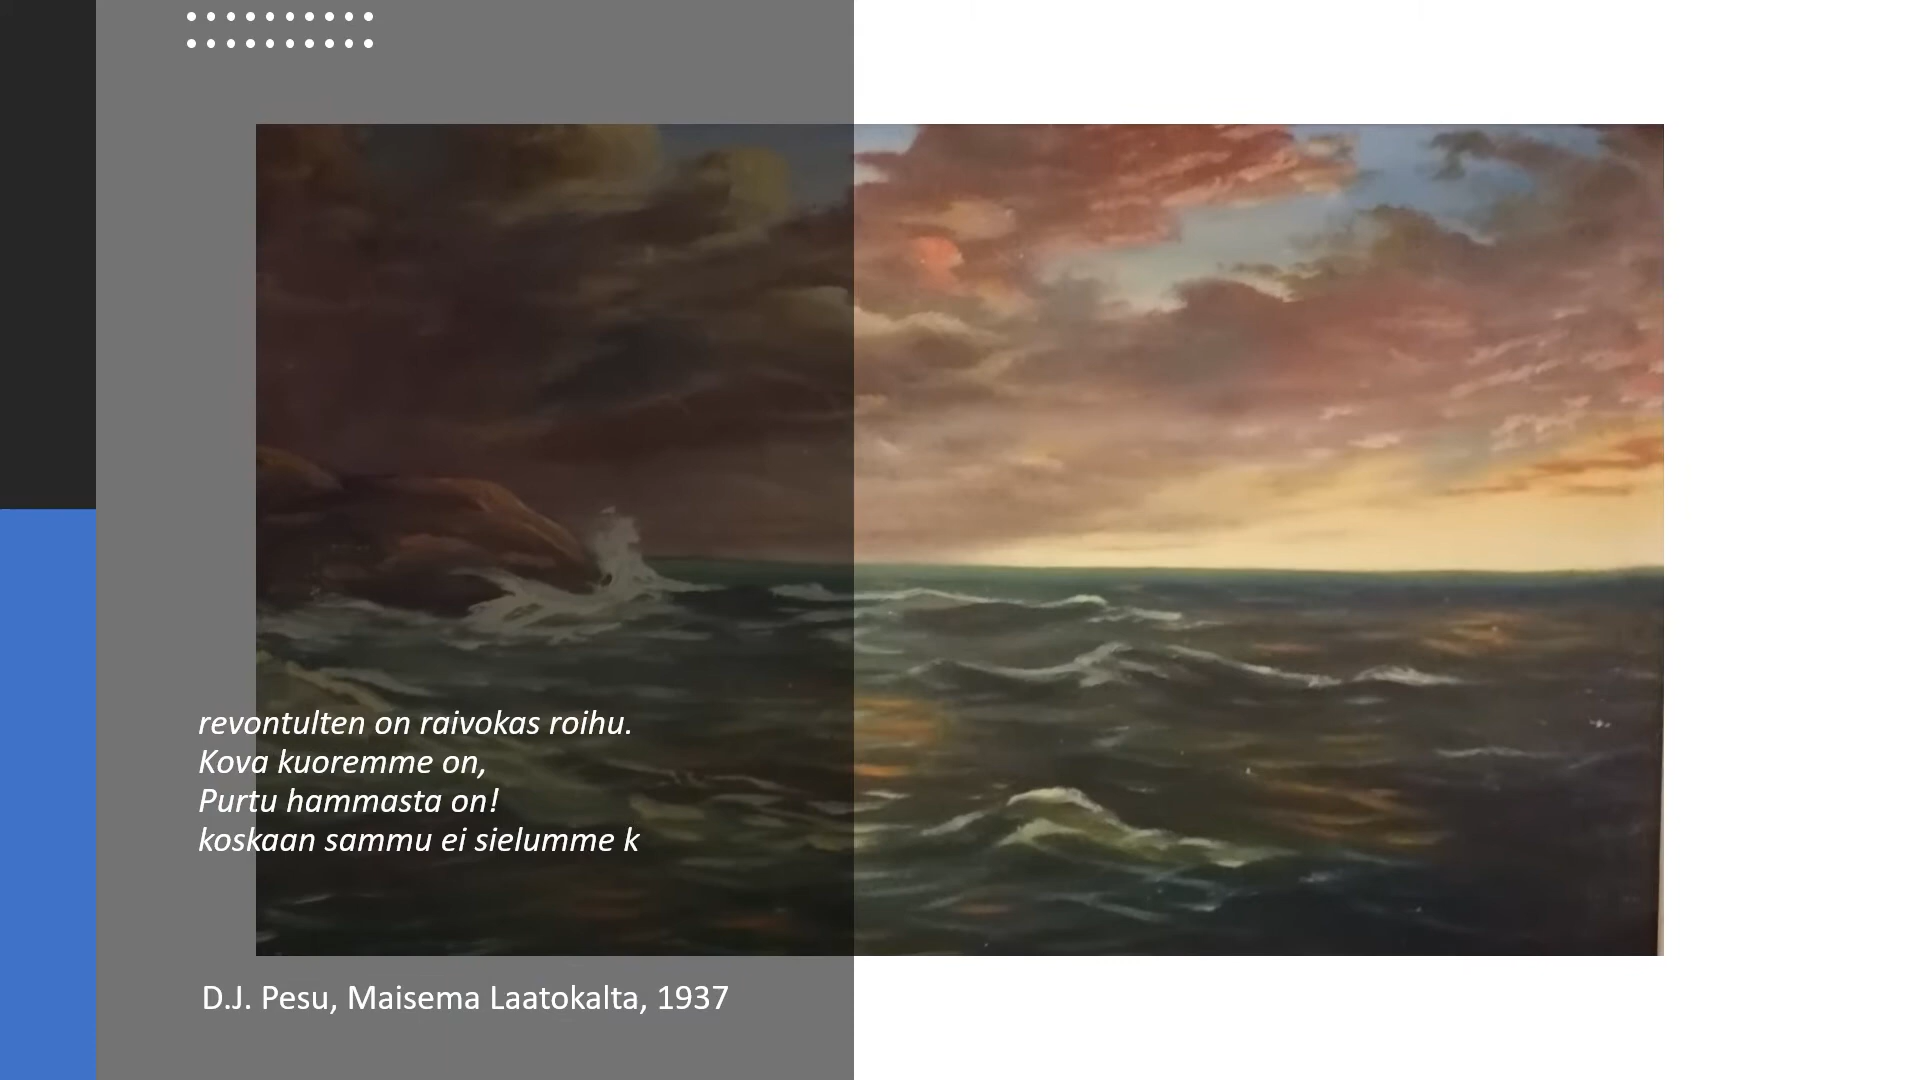 revontulten on raivokas roihu.
Kova kuoremme on,
Purtu hammasta on!
koskaan sammu ei sielumme k
D.J. Pesu, Maisema Laatokalta, 1937